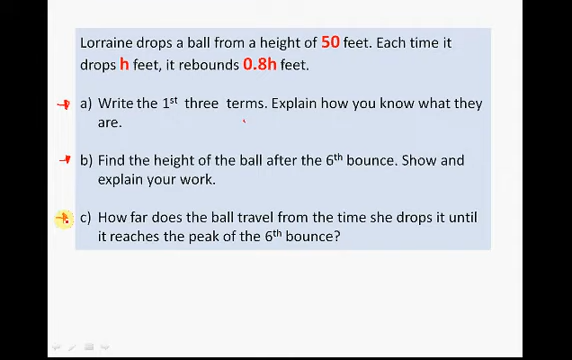 Lorraine drops a ball from a height of 50 feet. Each time it
drops h feet, it rebounds 0.8h feet.
a) Write the 1st three terms. Explain how you know what they
are.
b) Find the height of the ball after the 6th bounce. Show and
explain your work.
c) How far does the ball travel from the time she drops it until
it reaches the peak of the 6th bounce?